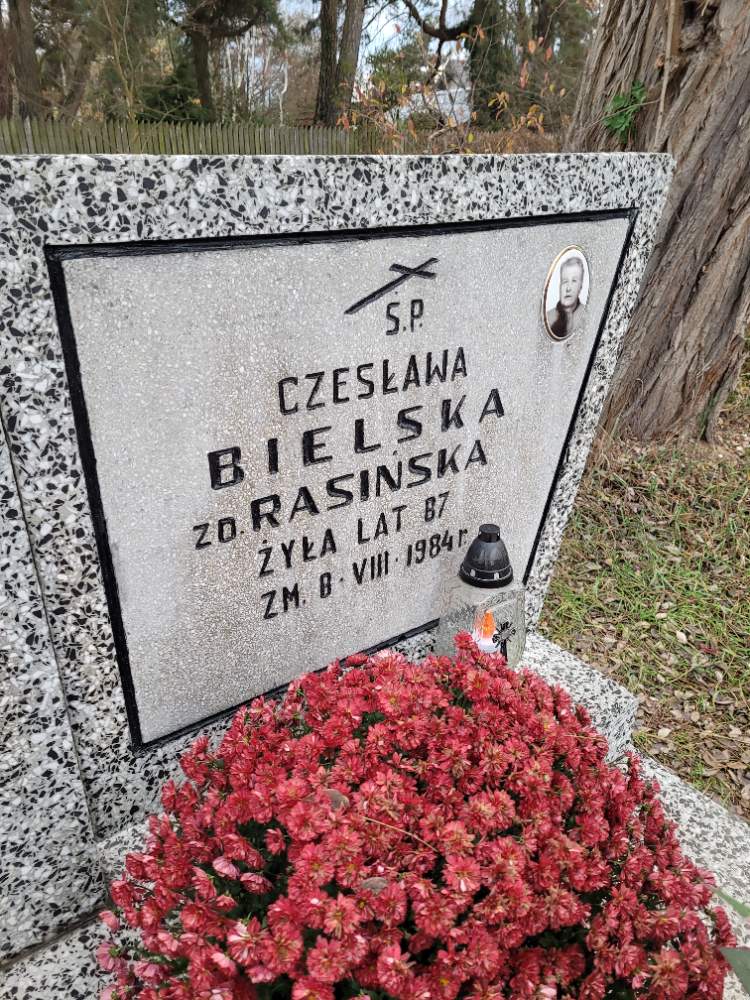 Ś.P.
CZESŁAWA
BIELSKA
ZD. RASIŃSKA
ŻYŁA LAT 87
ZM. 8·VIII·1984 r.